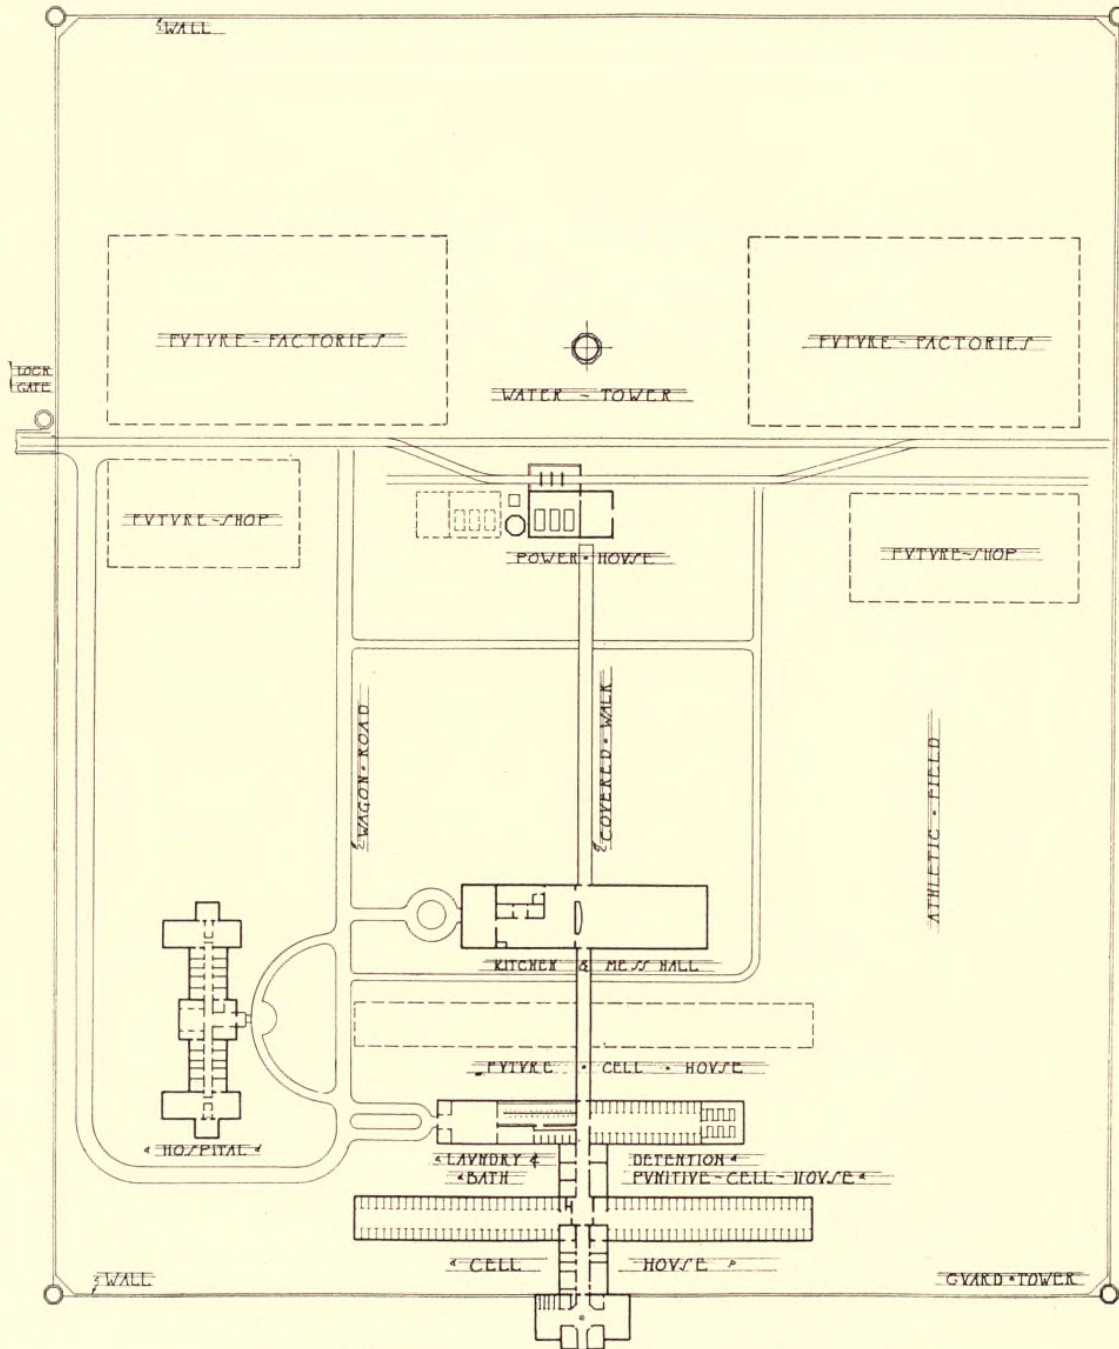 WALL
FVTVRE - FACTORIES
FVTVRE - FACTORIES
LOCK
GATE
WATER - TOWER
FVTVRE - SHOP
FVTVRE - SHOP
POWER • HOVSE
WAGON • ROAD
COVERED • WALK
ATHLETIC • FIELD
KITCHEN & MESS HALL
FVTVRE • CELL • HOVSE
HOSPITAL
LAVNDRY &
BATH
DETENTION
PVNITIVE - CELL - HOVSE
CELL HOVSE
WALL
GVARD • TOWER